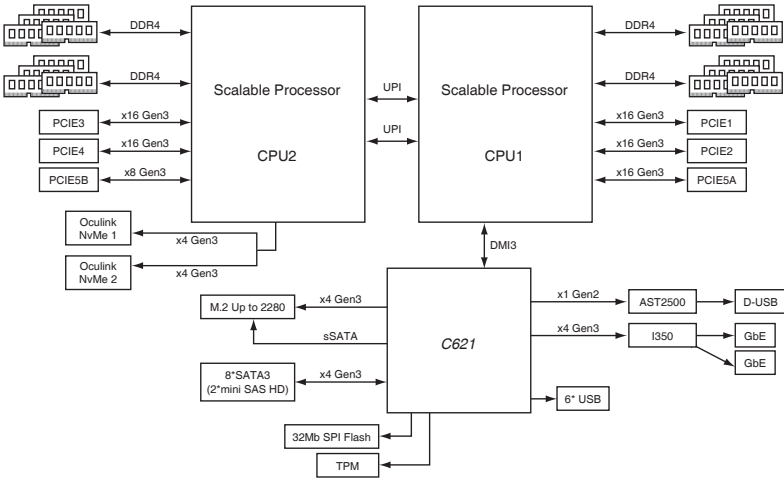 DDR4
DDR4
DDR4
DDR4
Scalable Processor
CPU2
UPI
UPI
Scalable Processor
CPU1
PCIE3
x16 Gen3
PCIE4
x16 Gen3
PCIE5B
x8 Gen3
x16 Gen3
PCIE1
x16 Gen3
PCIE2
x16 Gen3
PCIE5A
Oculink
NvMe 1
x4 Gen3
Oculink
NvMe 2
x4 Gen3
DMI3
M.2 Up to 2280
x4 Gen3
sSATA
8*SATA3
(2*mini SAS HD)
x4 Gen3
C621
x1 Gen2
AST2500
D-USB
x4 Gen3
I350
GbE
GbE
6* USB
32Mb SPI Flash
TPM